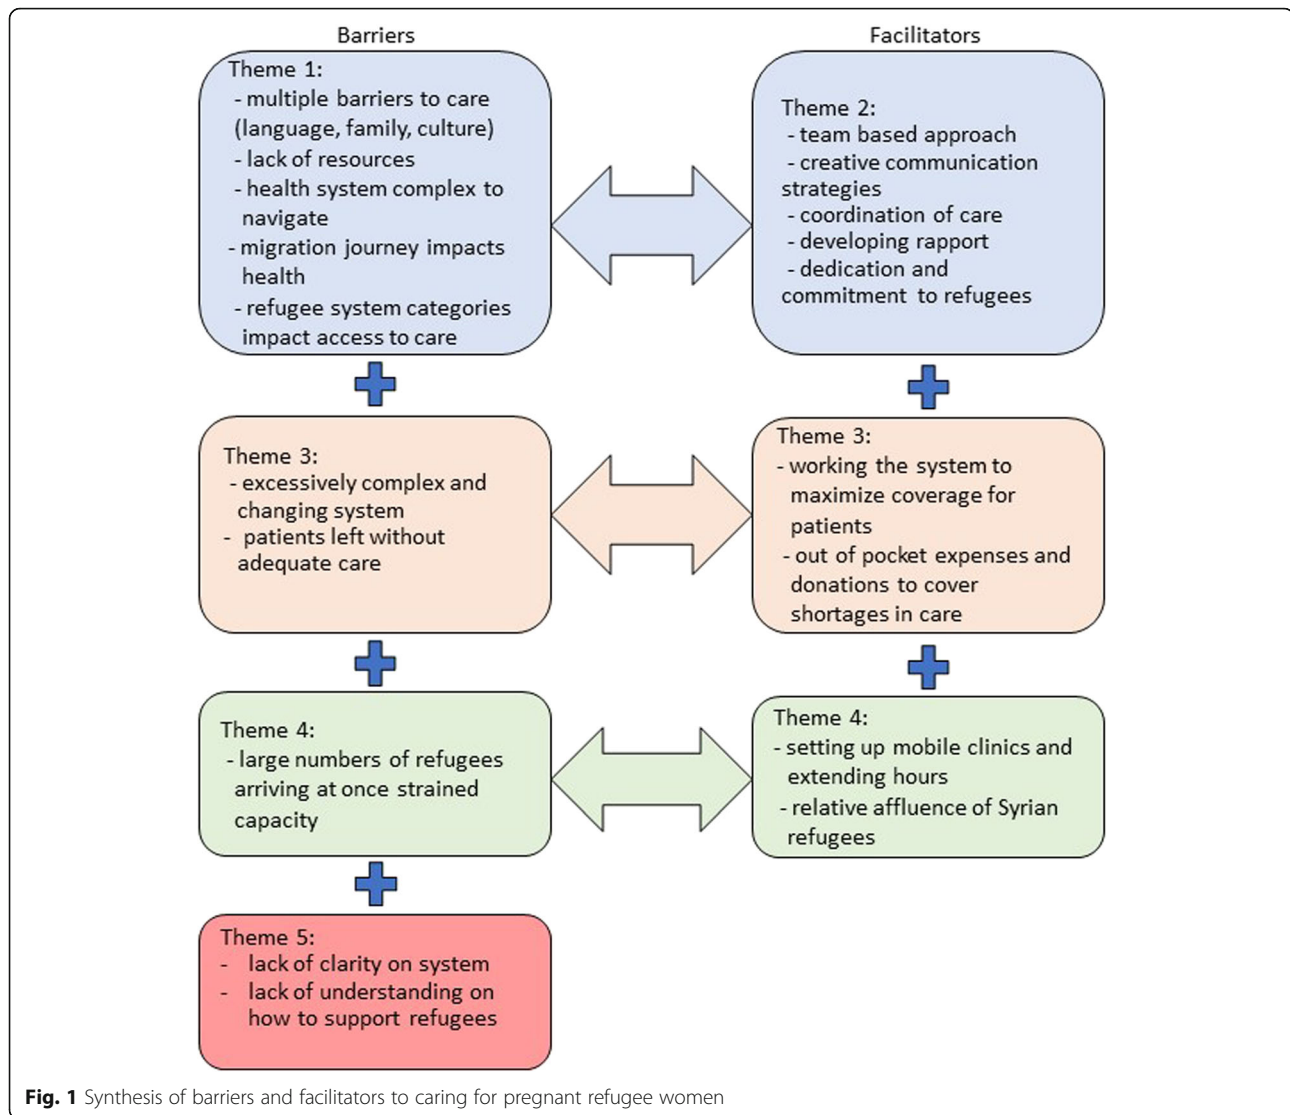 Barriers
Facilitators
Theme 1:
- multiple barriers to care
(language, family, culture)
- lack of resources
- health system complex to
navigate
- migration journey impacts
health
- refugee system categories
impact access to care
Theme 2:
- team based approach
- creative communication
strategies
- coordination of care
- developing rapport
- dedication and
commitment to refugees
Theme 3:
- excessively complex and
changing system
- patients left without
adequate care
Theme 3:
- working the system to
maximize coverage for
patients
- out of pocket expenses and
donations to cover
shortages in care
Theme 4:
- large numbers of refugees
arriving at once strained
capacity
Theme 4:
- setting up mobile clinics and
extending hours
- relative affluence of Syrian
refugees
Theme 5:
- lack of clarity on system
- lack of understanding on
how to support refugees
Fig. 1 Synthesis of barriers and facilitators to caring for pregnant refugee women